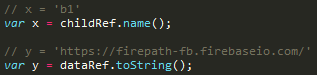 // x = 'b1'
var x = childRef.name();
// y = 'https://firepath-fb.firebaseio.com/'
var y = dataRef.toString();